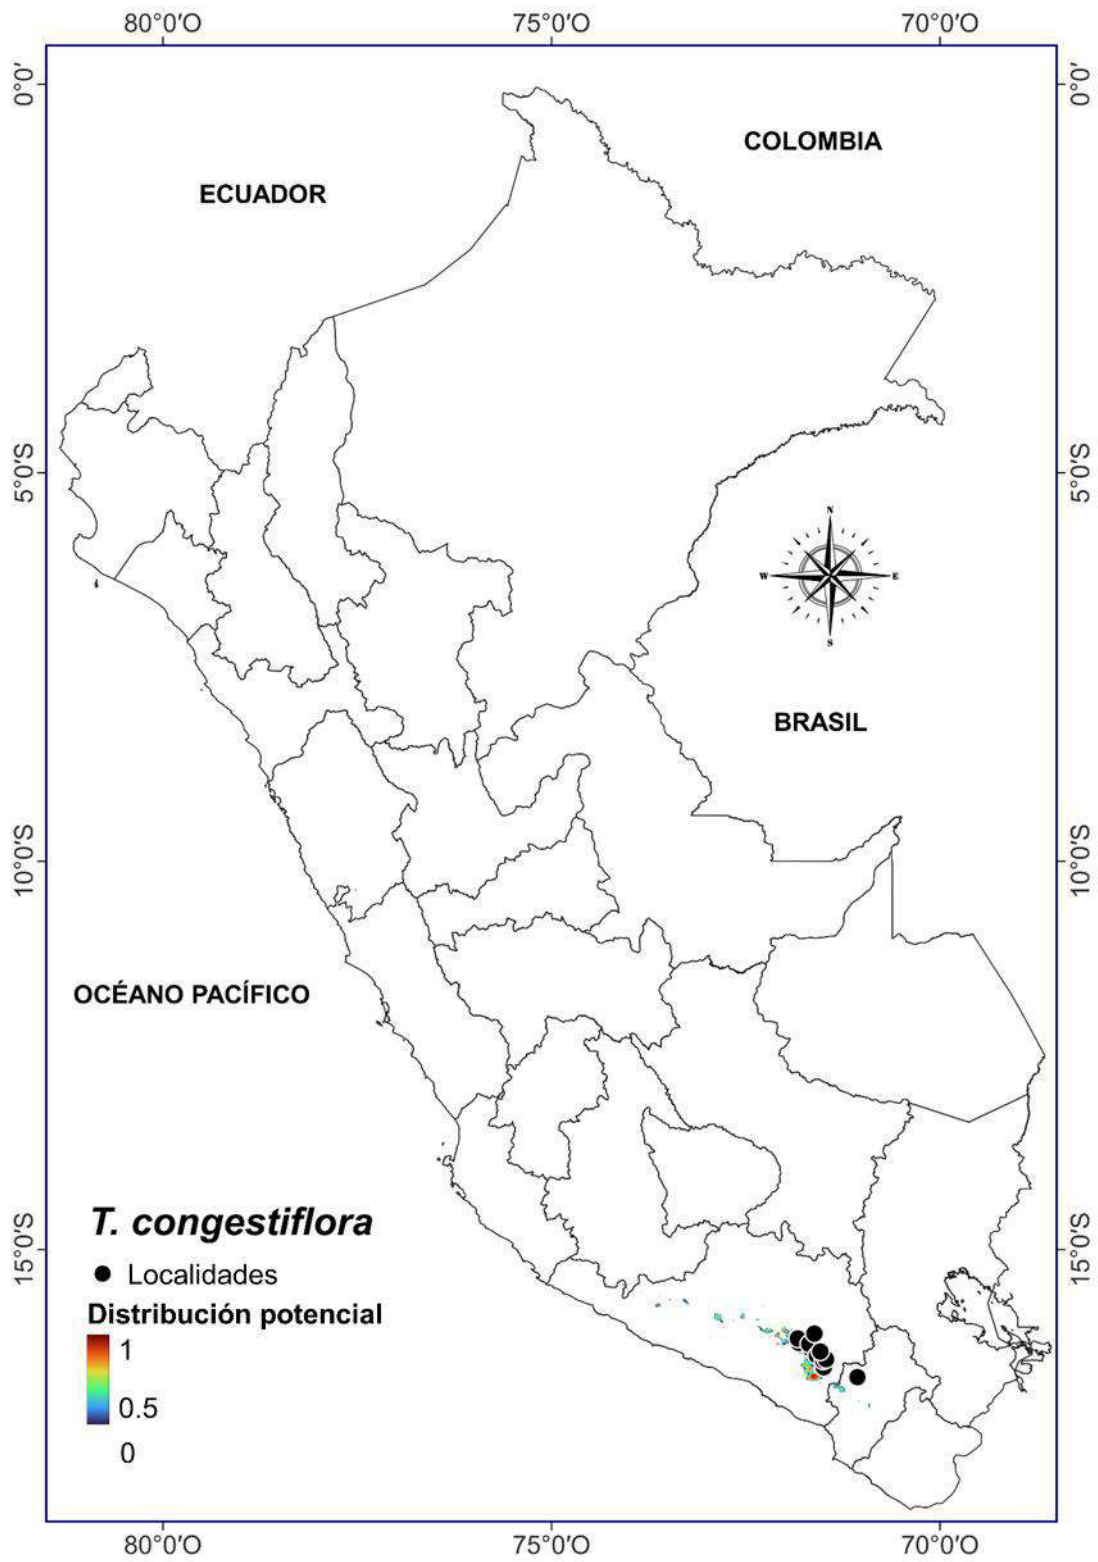 80°0'O 75°0'O 70°0'O
0°0'
0°0'
COLOMBIA
ECUADOR
5°0'S
5°0'S
N
W E
S
BRASIL
10°0'S
10°0'S
OCÉANO PACÍFICO
15°0'S
15°0'S
T. congestiflora
Localidades
Distribución potencial
1
0.5
0
80°0'O 75°0'O 70°0'O